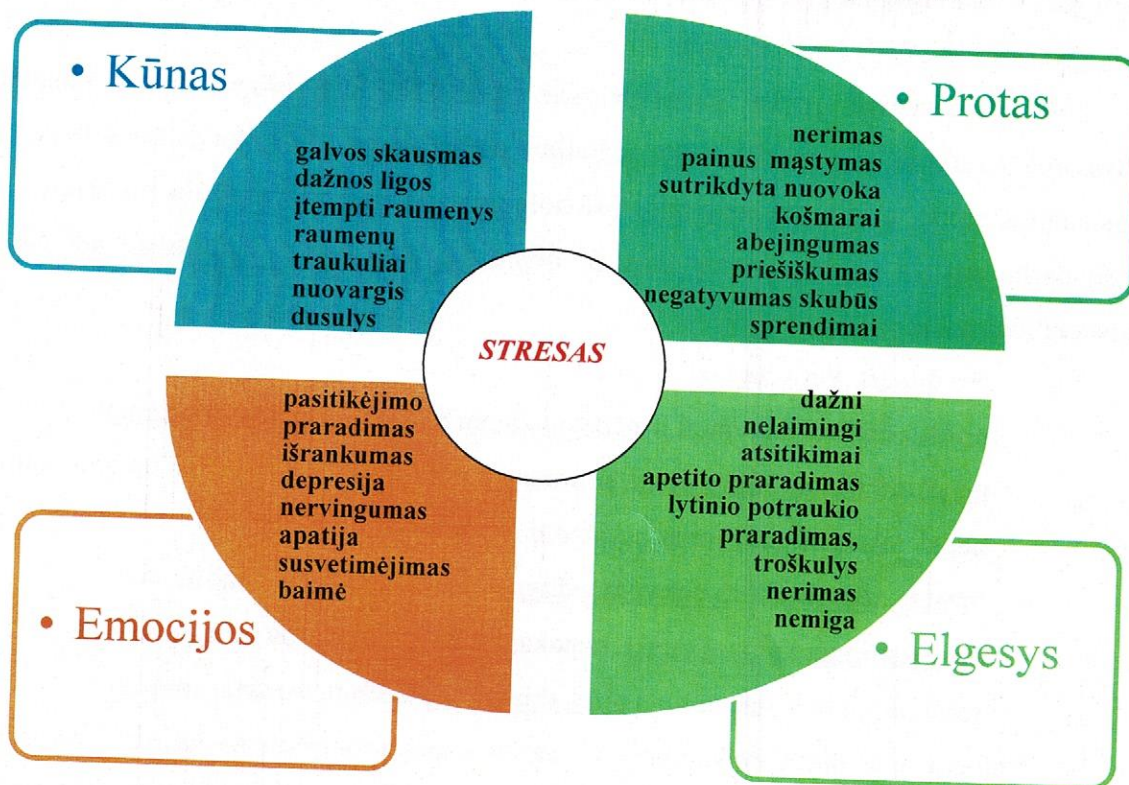 • Kūnas
galvos skausmas
dažnos ligos
įtempti raumenys
raumenų
traukuliai
nuovargis
dusulys
• Protas
nerimas
painus mąstymas
sutrikdyta nuovoka
košmarai
abejingumas
priešiškumas
negatyvumas skubūs
sprendimai
STRESAS
pasitikėjimo
praradimas
išrankumas
depresija
nervingumas
apatija
susvetimėjimas
baimė
• Emocijos
dažni
nelaimingi
atsitikimai
apetito praradimas
lytinio potraukio
praradimas,
troškulys
nerimas
nemiga
• Elgesys